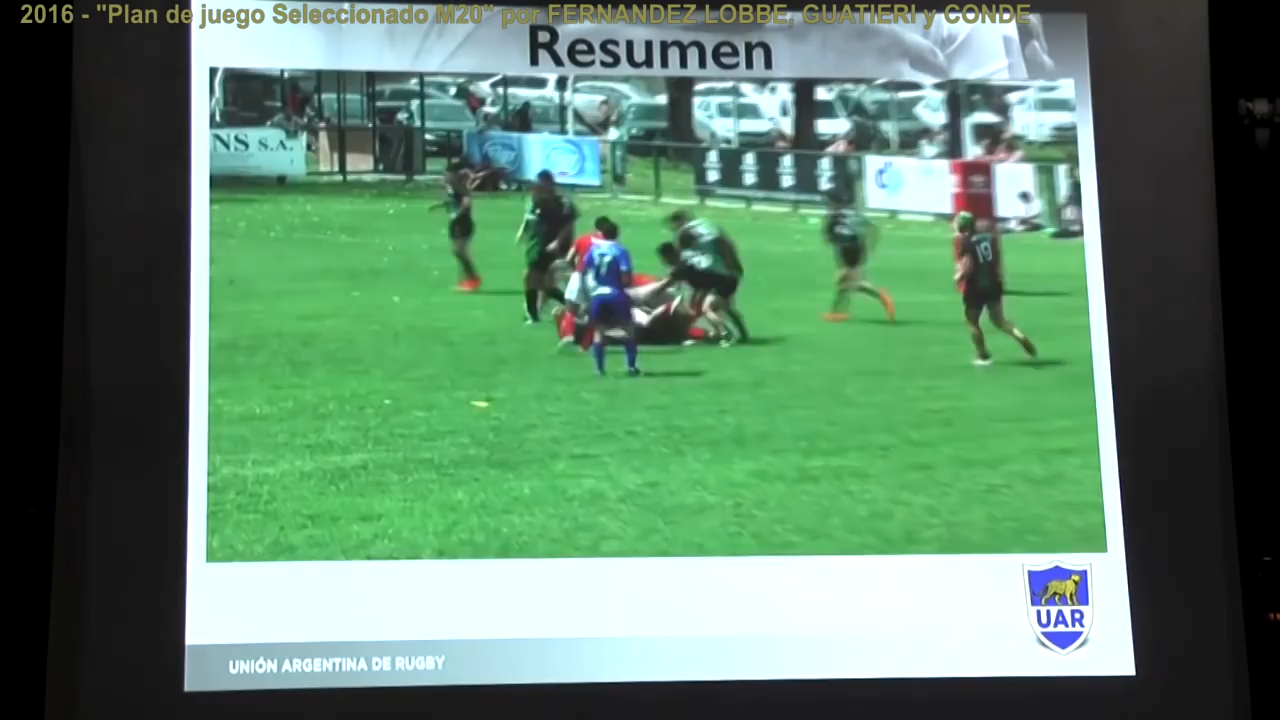 2016 - "Plan de juego Seleccionado M20" por FERNANDEZ LOBBE, GUATIERI y CONDE
Resumen
NS S.A.
19
UAR
UNIÓN ARGENTINA DE RUGBY